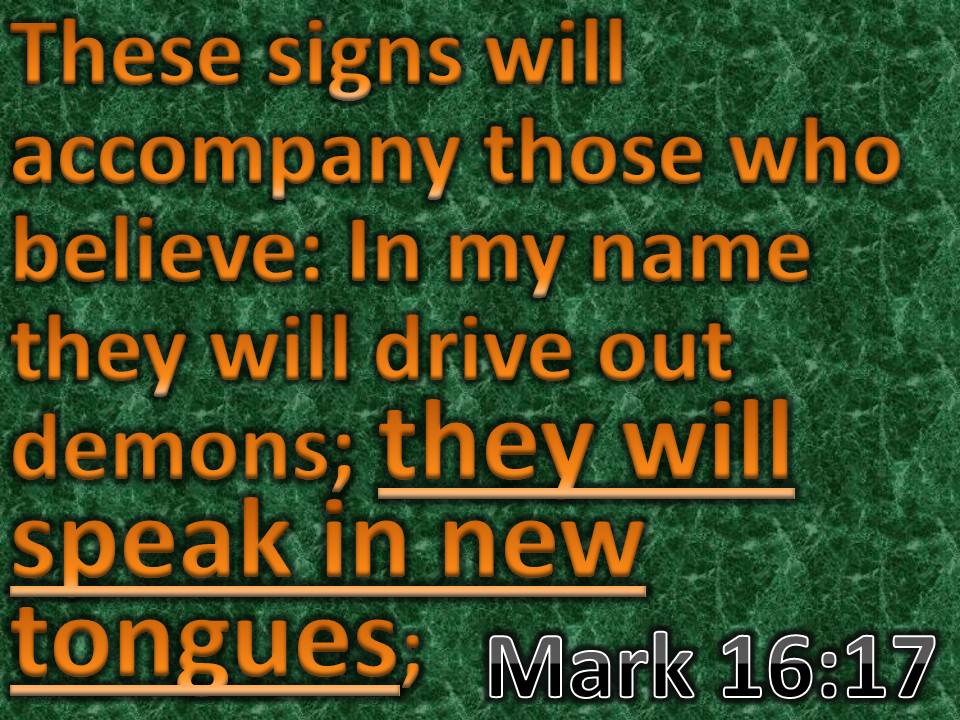 These signs will
accompany those who
believe: In my name
they will drive out
demons; they will
speak in new
tongues;
Mark 16:17